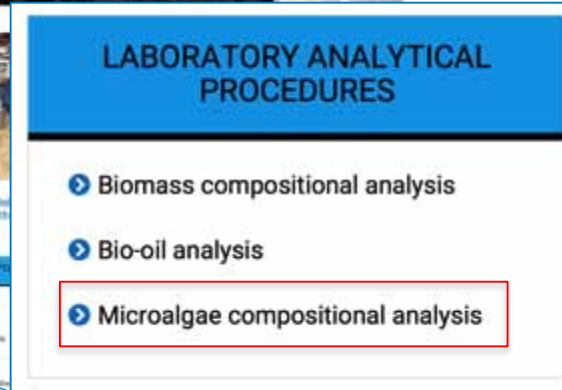 LABORATORY ANALYTICAL
PROCEDURES
Biomass compositional analysis
Bio-oil analysis
Microalgae compositional analysis